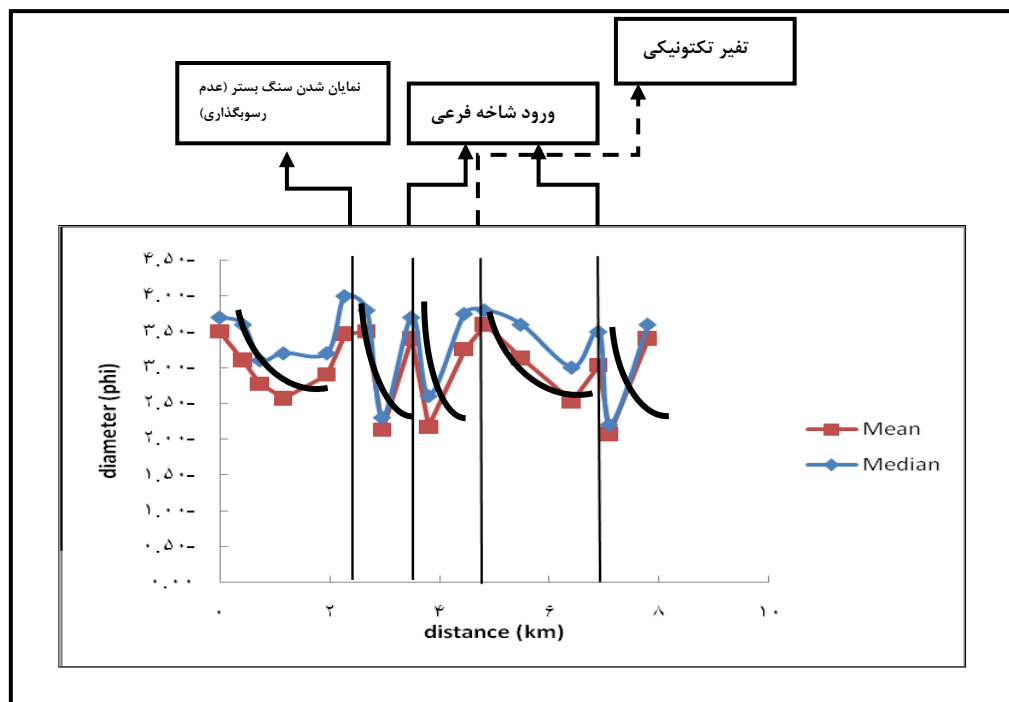 تغیر تکتونیکی
نمایان شدن سنگ بستر (عدم
رسوبگذاری)
ورود شاخه فرعی
۴.۵۰-
۴.۰۰-
۳.۵۰-
۳.۰۰-
۲.۵۰-
۲.۰۰-
۱.۵۰-
۱.۰۰-
۰.۵۰-
۰.۰۰
diameter (phi)
۰ ۲ ۴ ۶ ۸ ۱۰
distance (km)
Mean
Median